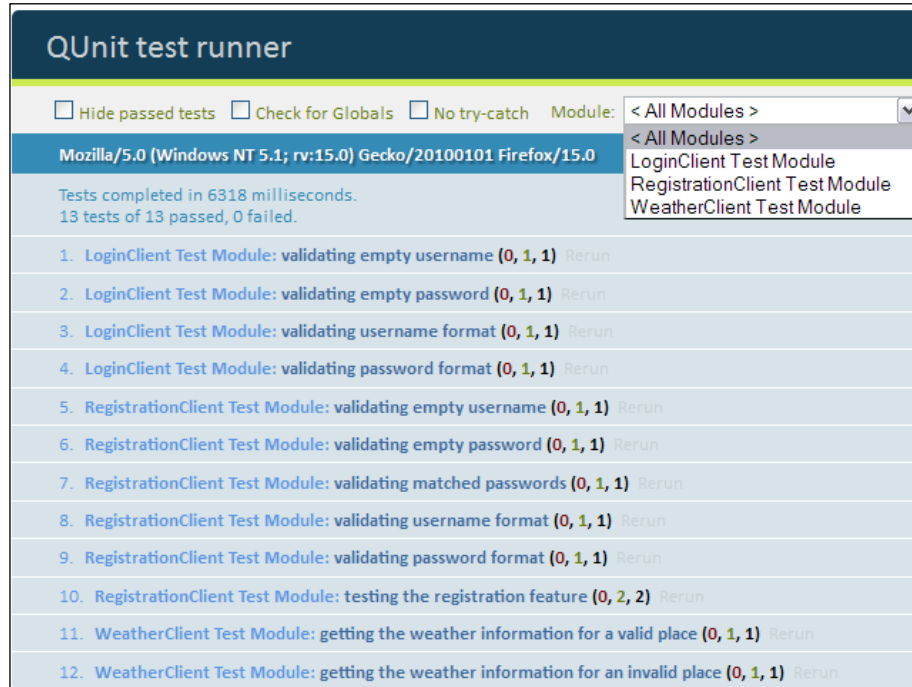 QUnit test runner
Hide passed tests Check for Globals No try-catch Module: < All Modules >
< All Modules >
LoginClient Test Module
RegistrationClient Test Module
WeatherClient Test Module
Mozilla/5.0 (Windows NT 5.1; rv:15.0) Gecko/20100101 Firefox/15.0
Tests completed in 6318 milliseconds.
13 tests of 13 passed, 0 failed.
1. LoginClient Test Module: validating empty username (0, 1, 1) Rerun
2. LoginClient Test Module: validating empty password (0, 1, 1) Rerun
3. LoginClient Test Module: validating username format (0, 1, 1) Rerun
4. LoginClient Test Module: validating password format (0, 1, 1) Rerun
5. RegistrationClient Test Module: validating empty username (0, 1, 1) Rerun
6. RegistrationClient Test Module: validating empty password (0, 1, 1) Rerun
7. RegistrationClient Test Module: validating matched passwords (0, 1, 1) Rerun
8. RegistrationClient Test Module: validating username format (0, 1, 1) Rerun
9. RegistrationClient Test Module: validating password format (0, 1, 1) Rerun
10. RegistrationClient Test Module: testing the registration feature (0, 2, 2) Rerun
11. WeatherClient Test Module: getting the weather information for a valid place (0, 1, 1) Rerun
12. WeatherClient Test Module: getting the weather information for an invalid place (0, 1, 1) Rerun